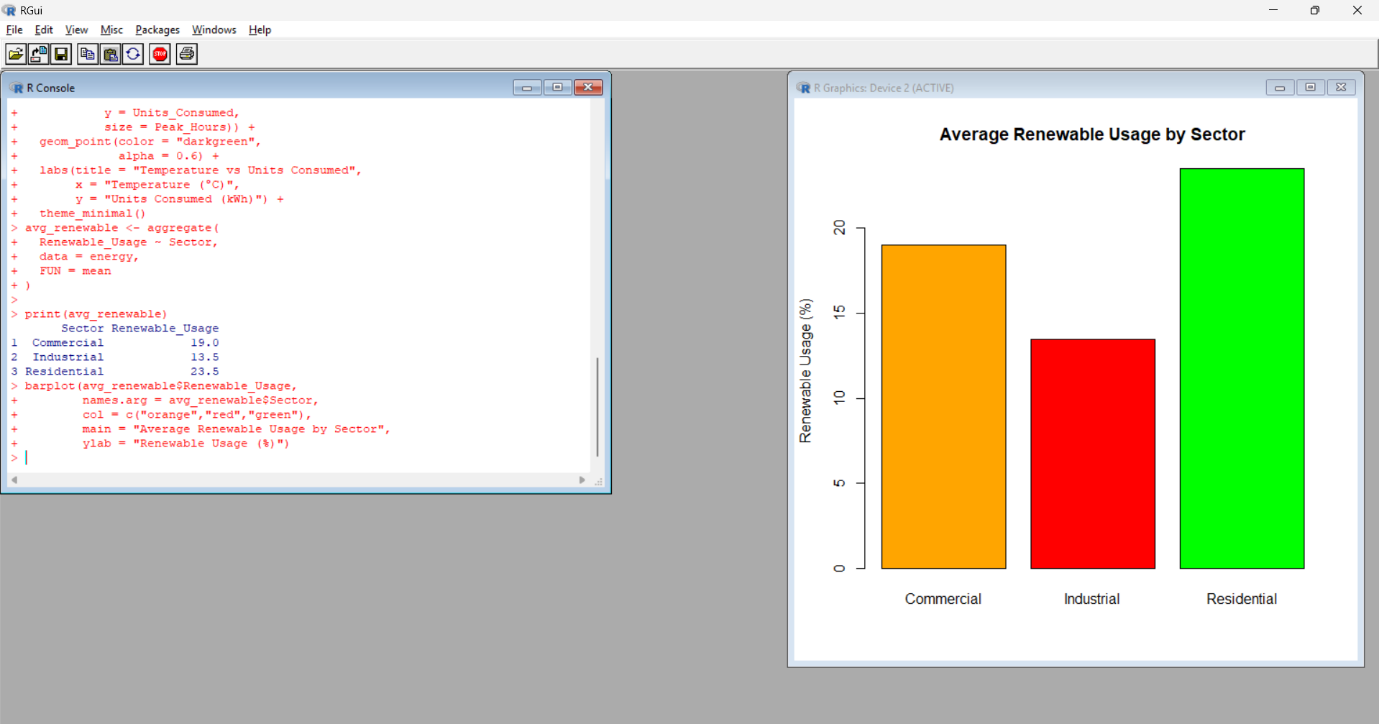 RGui
File Edit View Misc Packages Windows Help
STOP
R Console
+            y = Units_Consumed,
+            size = Peak_Hours)) +
+   geom_point(color = "darkgreen",
+              alpha = 0.6) +
+   labs(title = "Temperature vs Units Consumed",
+        x = "Temperature (°C)",
+        y = "Units Consumed (kWh)") +
+   theme_minimal()
> avg_renewable <- aggregate(
+   Renewable_Usage ~ Sector,
+   data = energy,
+   FUN = mean
+ )
>
> print(avg_renewable)
       Sector Renewable_Usage
1  Commercial            19.0
2  Industrial            13.5
3 Residential            23.5
> barplot(avg_renewable$Renewable_Usage,
+         names.arg = avg_renewable$Sector,
+         col = c("orange","red","green"),
+         main = "Average Renewable Usage by Sector",
+         ylab = "Renewable Usage (%)")
>
R Graphics: Device 2 (ACTIVE)
Average Renewable Usage by Sector
Renewable Usage (%)
20
15
10
5
0
Commercial Industrial Residential